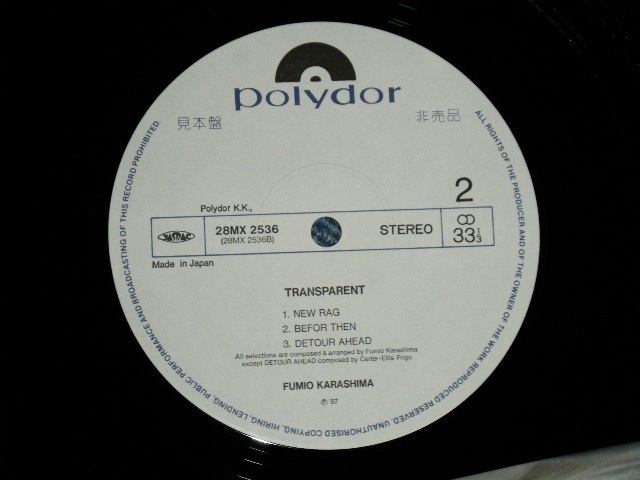 polydor
見本盤
非売品
2
Polydor K.K.,
JASRAC
28MX 2536
(28MX 2536B)
STEREO
33 1/3
Made in Japan
TRANSPARENT
1. NEW RAG
2. BEFOR THEN
3. DETOUR AHEAD
All selections are composed & arranged by Fumio Karashima
except DETOUR AHEAD composed by Carter-Ellis-Frigo
FUMIO KARASHIMA
℗ '87
ALL RIGHTS OF THE PRODUCER AND OF THE OWNER OF THE WORK REPRODUCED RESERVED. UNAUTHORISED COPYING, HIRING, LENDING, PUBLIC PERFORMANCE AND BROADCASTING OF THIS RECORD PROHIBITED